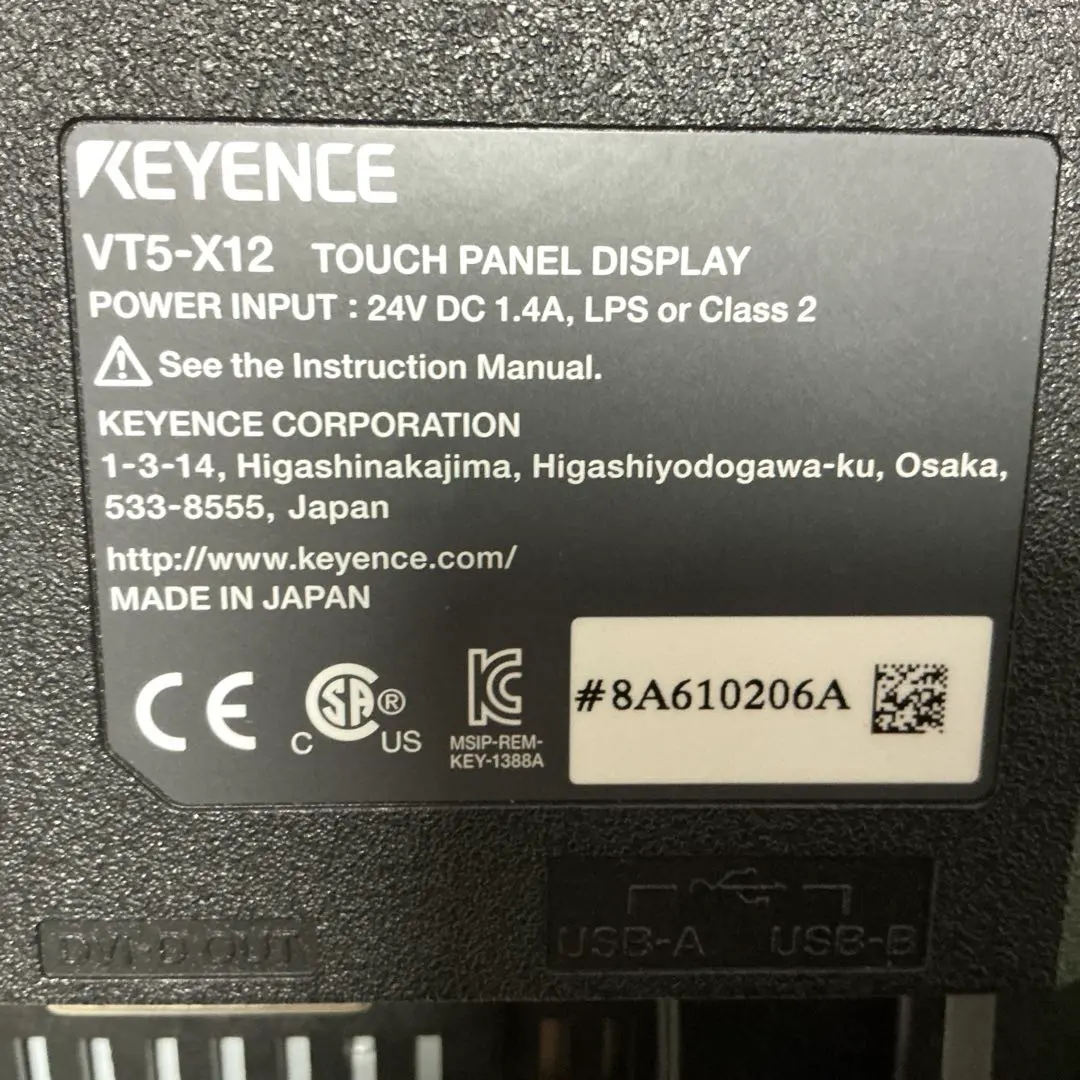 KEYENCE
VT5-X12 TOUCH PANEL DISPLAY
POWER INPUT : 24V DC 1.4A, LPS or Class 2
See the Instruction Manual.
KEYENCE CORPORATION
1-3-14, Higashinakajima, Higashiyodogawa-ku, Osaka,
533-8555, Japan
http://www.keyence.com/
MADE IN JAPAN
CE
C SA® US
KC
MSIP-REM-
KEY-1388A
#8A610206A
DVI-D OUT
USB-A USB-B